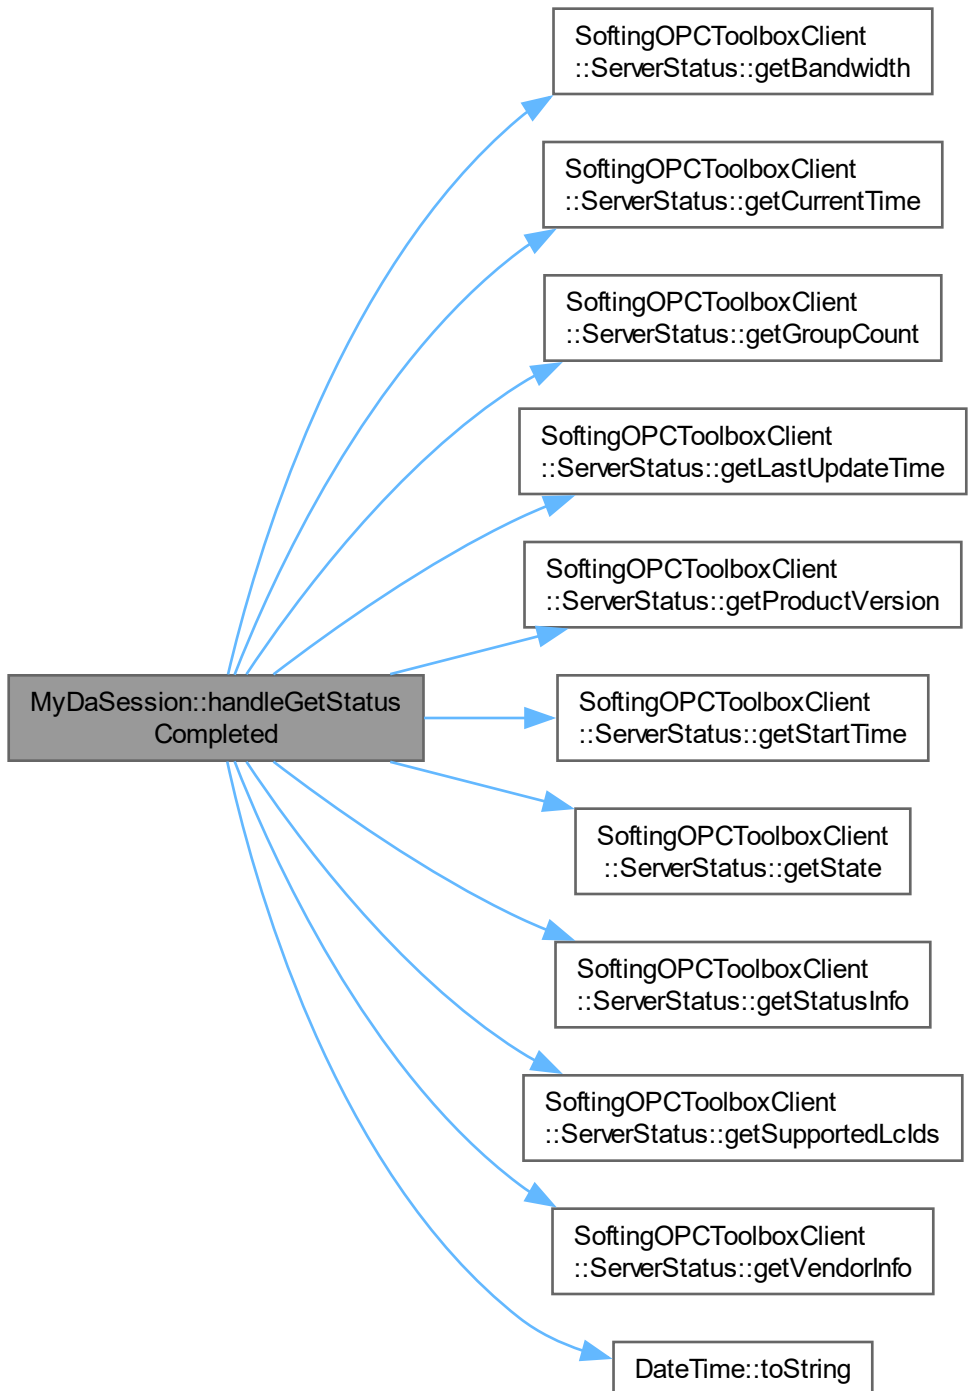 SoftingOPCToolboxClient
::ServerStatus::getBandwidth
SoftingOPCToolboxClient
::ServerStatus::getCurrentTime
SoftingOPCToolboxClient
::ServerStatus::getGroupCount
SoftingOPCToolboxClient
::ServerStatus::getLastUpdateTime
SoftingOPCToolboxClient
::ServerStatus::getProductVersion
MyDaSession::handleGetStatus
Completed
SoftingOPCToolboxClient
::ServerStatus::getStartTime
SoftingOPCToolboxClient
::ServerStatus::getState
SoftingOPCToolboxClient
::ServerStatus::getStatusInfo
SoftingOPCToolboxClient
::ServerStatus::getSupportedLcIds
SoftingOPCToolboxClient
::ServerStatus::getVendorInfo
DateTime::toString